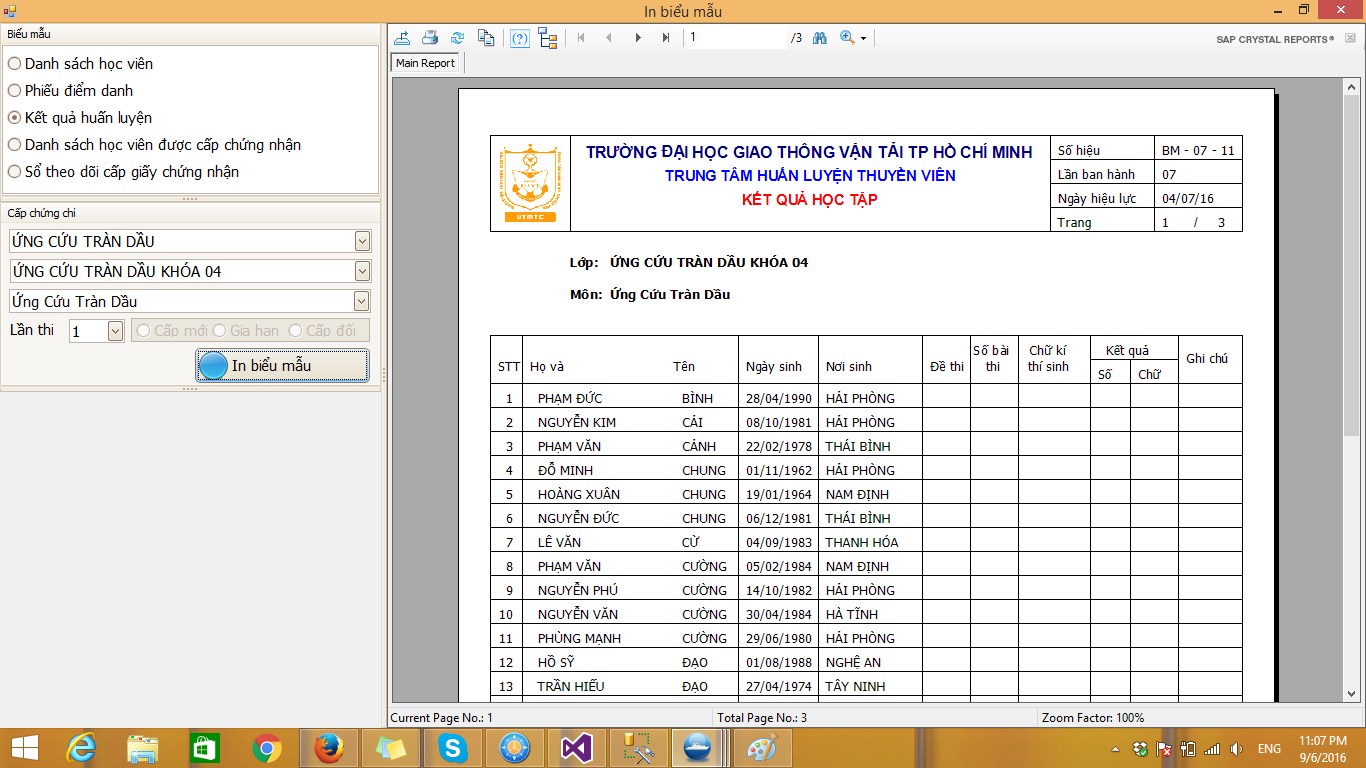 In biểu mẫu
Biểu mẫu
Danh sách học viên
Phiếu điểm danh
Kết quả huấn luyện
Danh sách học viên được cấp chứng nhận
Sổ theo dõi cấp giấy chứng nhận
Cấp chứng chỉ
ỨNG CỨU TRÀN DẦU
ỨNG CỨU TRÀN DẦU KHÓA 04
Ứng Cứu Tràn Dầu
Lần thi 1 Cấp mới Gia hạn Cấp đổi
In biểu mẫu
1 /3
SAP CRYSTAL REPORTS®
Main Report
UTMTC
TRƯỜNG ĐẠI HỌC GIAO THÔNG VẬN TẢI TP HỒ CHÍ MINH
TRUNG TÂM HUẤN LUYỆN THUYỀN VIÊN
KẾT QUẢ HỌC TẬP
Số hiệu BM - 07 - 11
Lần ban hành 07
Ngày hiệu lực 04/07/16
Trang 1 / 3
Lớp: ỨNG CỨU TRÀN DẦU KHÓA 04
Môn: Ứng Cứu Tràn Dầu
STT Họ và Tên Ngày sinh Nơi sinh Đề thi Số bài thi Chữ kí thí sinh Kết quả Số Chữ Ghi chú
1 PHẠM ĐỨC BÌNH 28/04/1990 HẢI PHÒNG
2 NGUYỄN KIM CẢI 08/10/1981 HẢI PHÒNG
3 PHẠM VĂN CẢNH 22/02/1978 THÁI BÌNH
4 ĐỖ MINH CHUNG 01/11/1962 HẢI PHÒNG
5 HOÀNG XUÂN CHUNG 19/01/1964 NAM ĐỊNH
6 NGUYỄN ĐỨC CHUNG 06/12/1981 THÁI BÌNH
7 LÊ VĂN CỪ 04/09/1983 THANH HÓA
8 PHẠM VĂN CƯỜNG 05/02/1984 NAM ĐỊNH
9 NGUYỄN PHÚ CƯỜNG 14/10/1982 HẢI PHÒNG
10 NGUYỄN VĂN CƯỜNG 30/04/1984 HÀ TĨNH
11 PHÙNG MẠNH CƯỜNG 29/06/1980 HẢI PHÒNG
12 HỒ SỸ ĐẠO 01/08/1988 NGHỆ AN
13 TRẦN HIẾU ĐẠO 27/04/1974 TÂY NINH
Current Page No.: 1 Total Page No.: 3 Zoom Factor: 100%
ENG
11:07 PM
9/6/2016